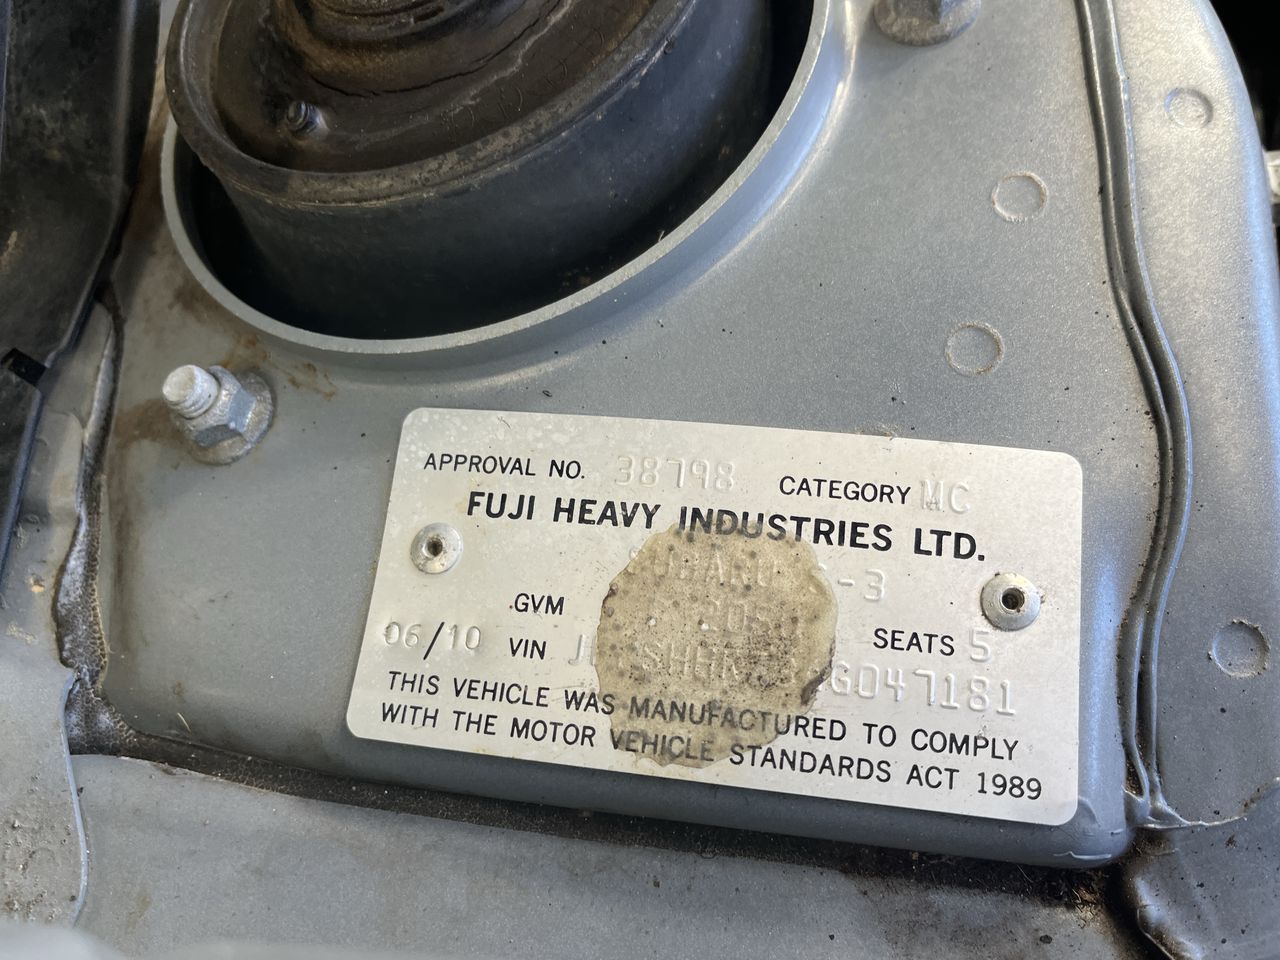 APPROVAL NO. 38798 CATEGORY MC
FUJI HEAVY INDUSTRIES LTD.
SUBARU
GVM SEATS 5
06/10 VIN
THIS VEHICLE WAS MANUFACTURED TO COMPLY
WITH THE MOTOR VEHICLE STANDARDS ACT 1989